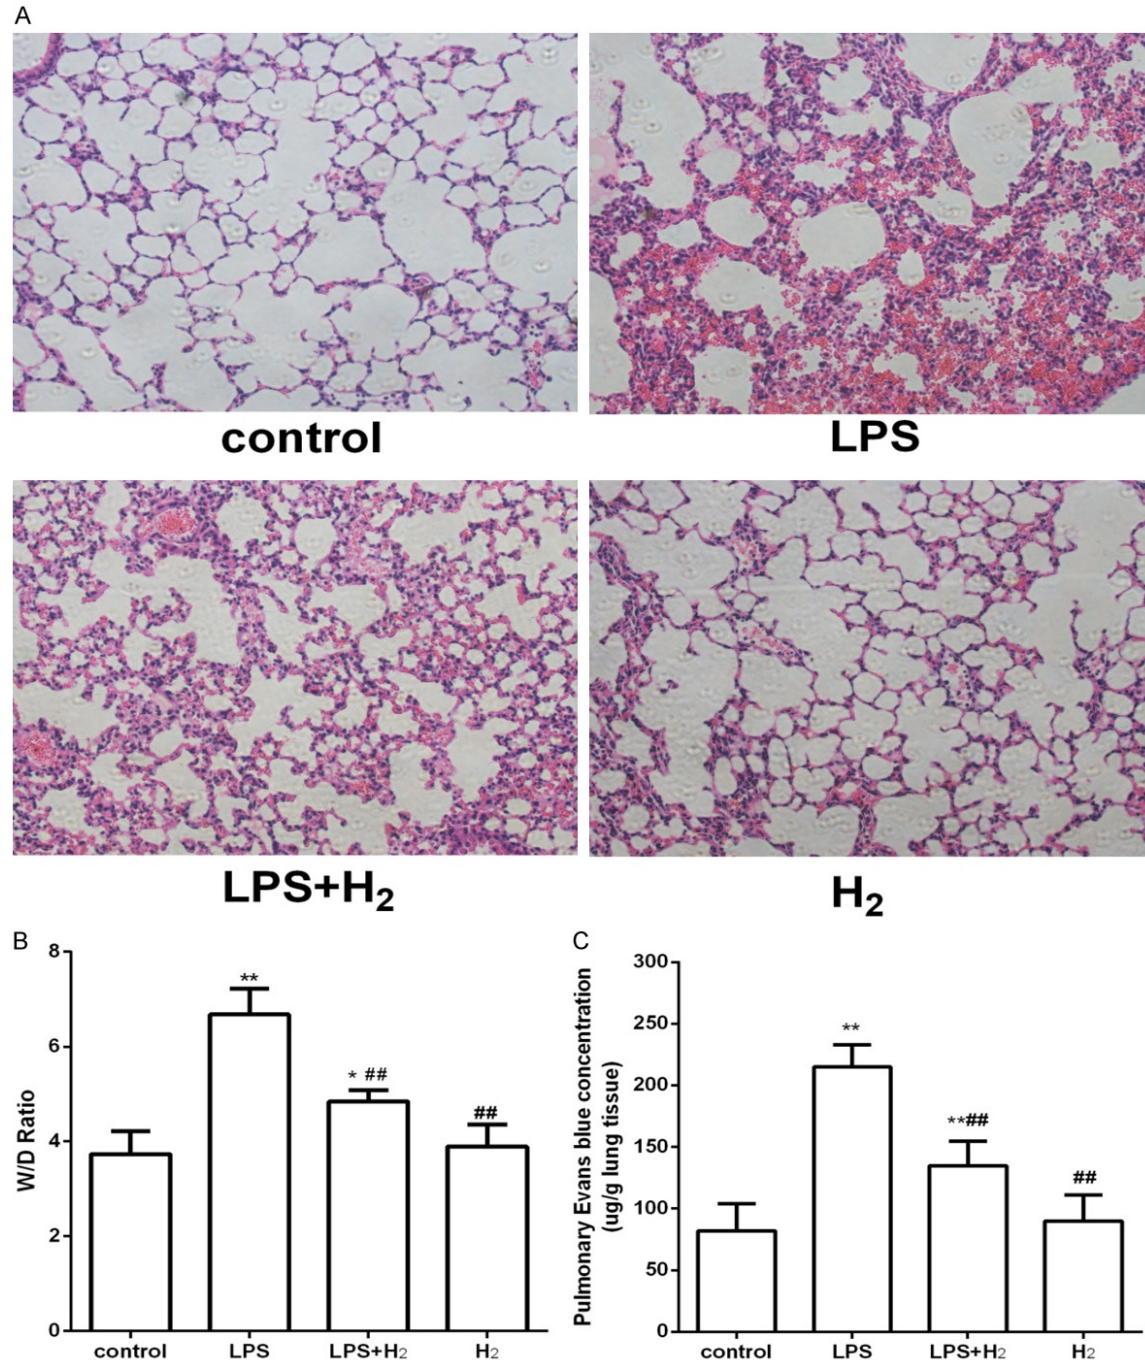 A
control
LPS
LPS+H₂
H₂
B
W/D Ratio
8
6
4
2
0
**
* ##
##
control
LPS
LPS+H₂
H₂
C
Pulmonary Evans blue concentration
(ug/g lung tissue)
300
250
200
150
100
50
0
**
**##
##
control
LPS
LPS+H₂
H₂